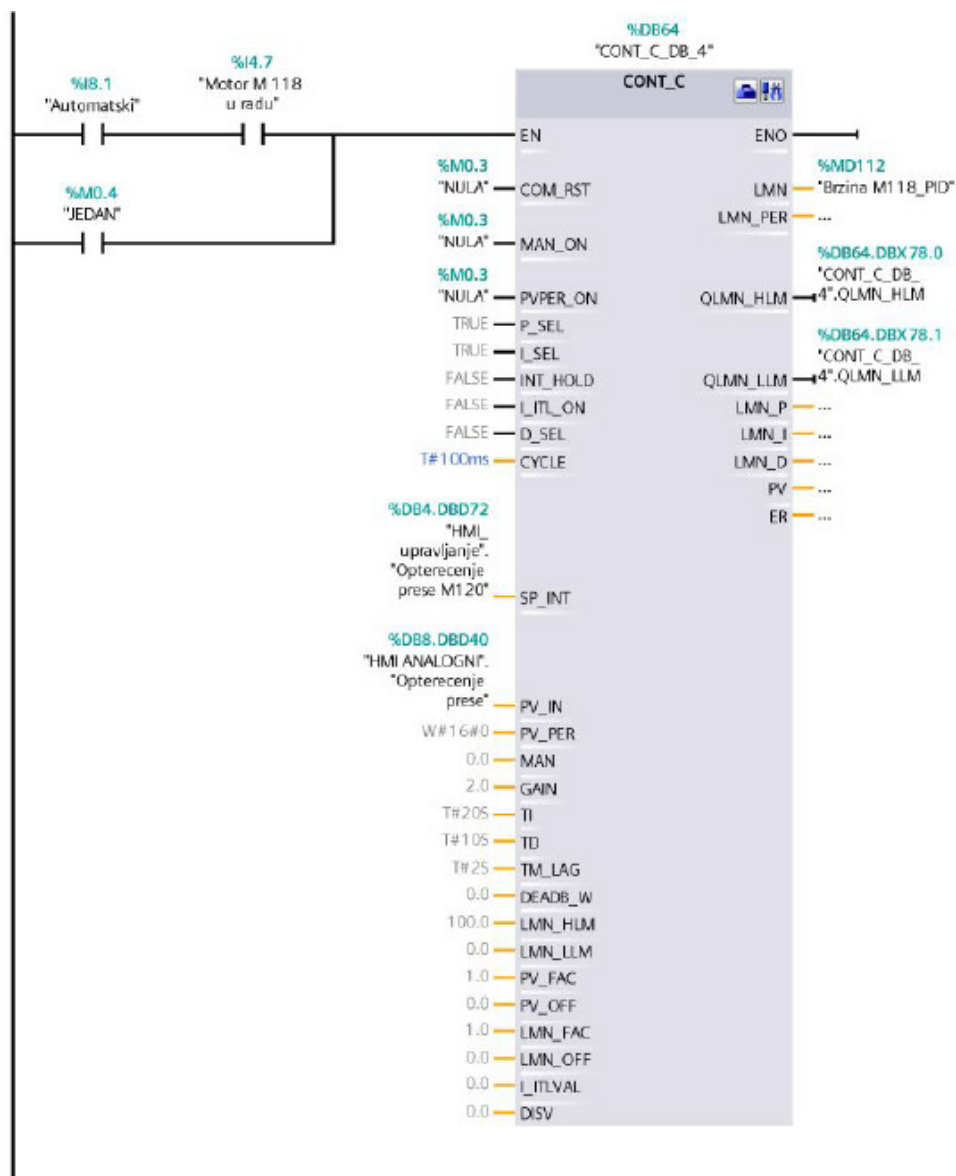 %DB64
"CONT_C_DB_4"
CONT_C
%I8.1
"Automatski"
%I4.7
"Motor M 118
u radu"
EN
ENO
%M0.4
"JEDAN"
%M0.3
"NULA"
COM_RST
%M0.3
"NULA"
MAN_ON
%M0.3
"NULA"
PVPER_ON
TRUE
P_SEL
TRUE
I_SEL
FALSE
INT_HOLD
FALSE
I_ITL_ON
FALSE
D_SEL
T#100ms
CYCLE
%DB4.DBD72
"HMI_
upravljanje".
"Opterecenje
prese M120"
SP_INT
%DB8.DBD40
"HMI ANALOGNI".
"Opterecenje
prese"
PV_IN
W#16#0
PV_PER
0.0
MAN
2.0
GAIN
T#20S
TI
T#10S
TD
T#2S
TM_LAG
0.0
DEADB_W
100.0
LMN_HLM
0.0
LMN_LLM
1.0
PV_FAC
0.0
PV_OFF
1.0
LMN_FAC
0.0
LMN_OFF
0.0
I_ITLVAL
0.0
DISV
%MD112
LMN
"Brzina M118_PID"
LMN_PER
...
%DB64.DBX78.0
"CONT_C_DB_
4".QLMN_HLM
QLMN_HLM
%DB64.DBX78.1
"CONT_C_DB_
4".QLMN_LLM
QLMN_LLM
LMN_P
...
LMN_I
...
LMN_D
...
PV
...
ER
...